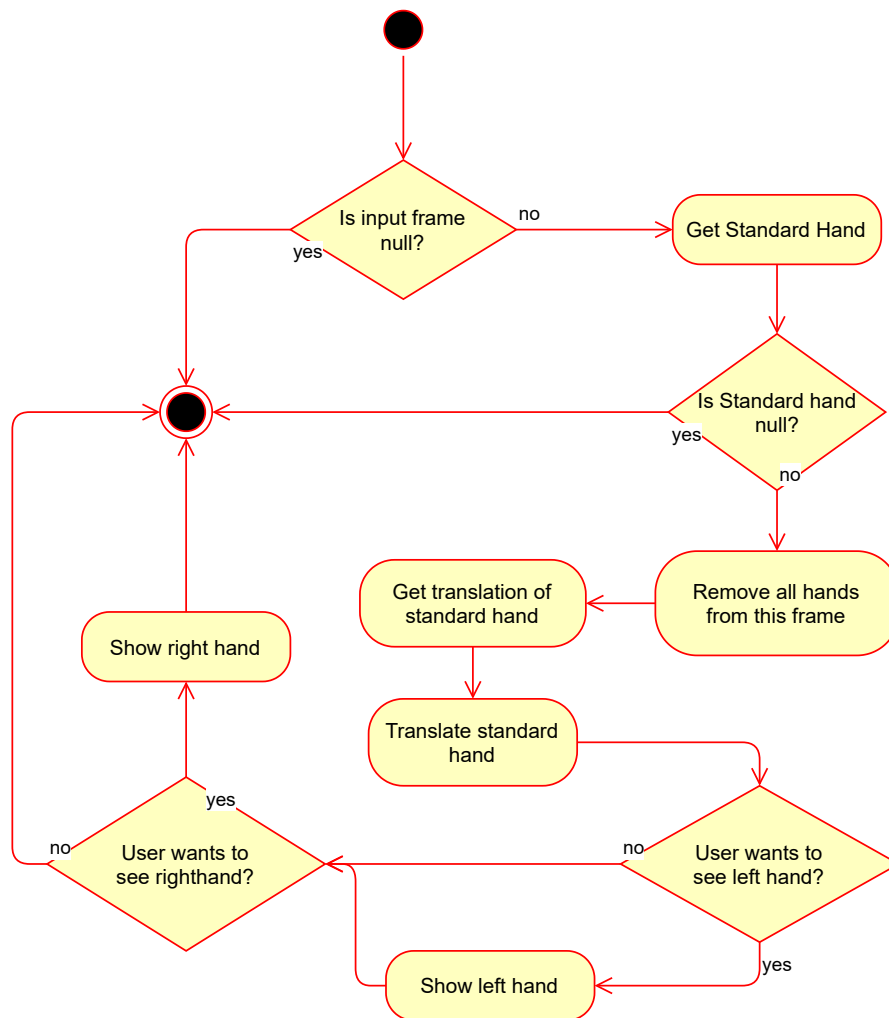 Is input frame
null?
no
yes
Get Standard Hand
Is Standard hand
null?
yes
no
Remove all hands
from this frame
Get translation of
standard hand
Translate standard
hand
User wants to
see left hand?
no
yes
Show left hand
User wants to
see righthand?
yes
no
Show right hand